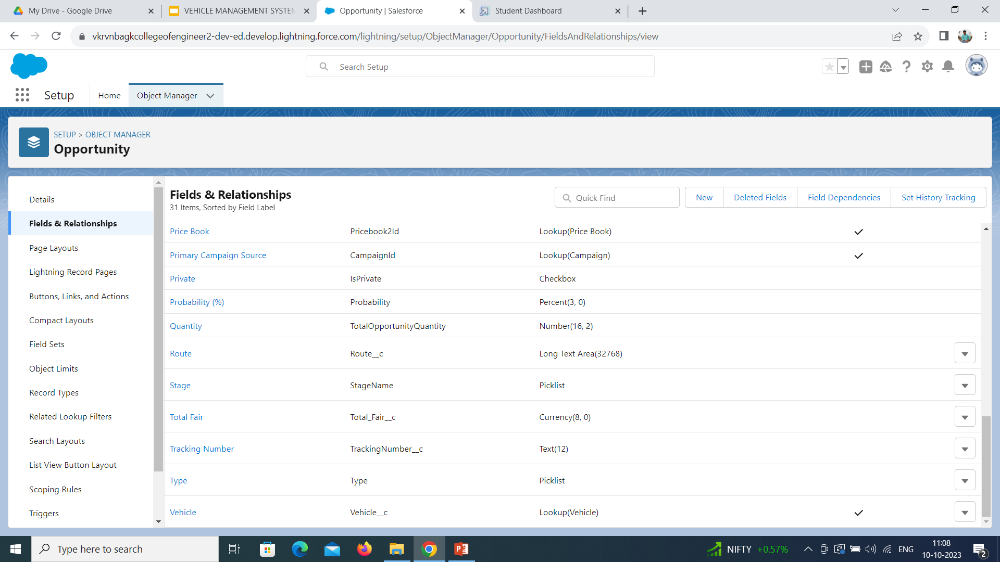 My Drive - Google Drive
VEHICLE MANAGEMENT SYSTEM
Opportunity | Salesforce
Student Dashboard
vkrvnbagkcollegeofengineer2-dev-ed.develop.lightning.force.com/lightning/setup/ObjectManager/Opportunity/FieldsAndRelationships/view
Search Setup
Setup
Home
Object Manager
SETUP > OBJECT MANAGER
Opportunity
Details
Fields & Relationships
Page Layouts
Lightning Record Pages
Buttons, Links, and Actions
Compact Layouts
Field Sets
Object Limits
Record Types
Related Lookup Filters
Search Layouts
List View Button Layout
Scoping Rules
Triggers
Fields & Relationships
31 Items, Sorted by Field Label
Quick Find
New
Deleted Fields
Field Dependencies
Set History Tracking
Price Book Pricebook2Id Lookup(Price Book)
Primary Campaign Source CampaignId Lookup(Campaign)
Private IsPrivate Checkbox
Probability (%) Probability Percent(3, 0)
Quantity TotalOpportunityQuantity Number(16, 2)
Route Route__c Long Text Area(32768)
Stage StageName Picklist
Total Fair Total_Fair__c Currency(8, 0)
Tracking Number TrackingNumber__c Text(12)
Type Type Picklist
Vehicle Vehicle__c Lookup(Vehicle)
Type here to search
NIFTY +0.57%
ENG
11:08
10-10-2023
2